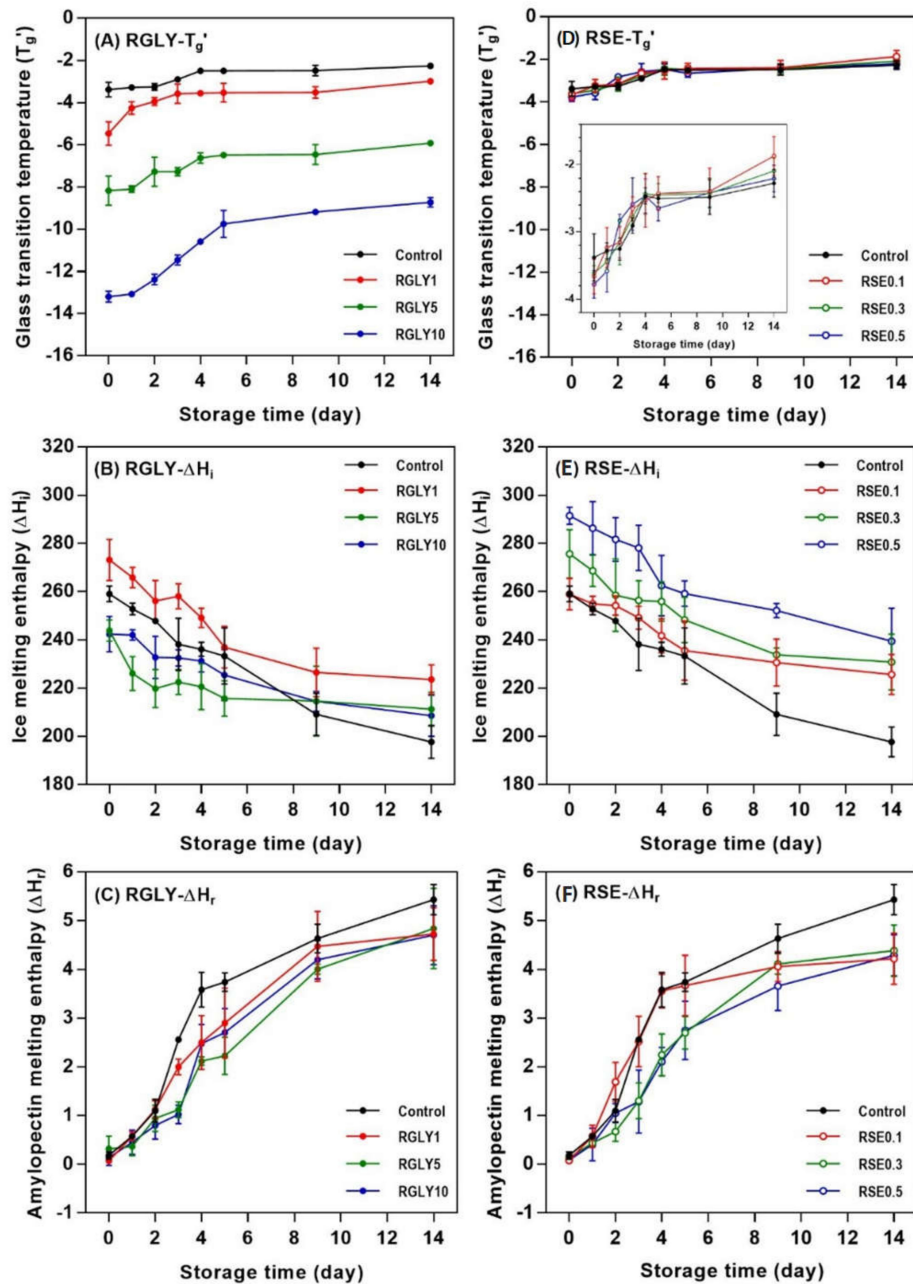 (A) RGLY-Tg'
Glass transition temperature (Tg')
0
-2
-4
-6
-8
-10
-12
-14
-16
Control
RGLY1
RGLY5
RGLY10
0 2 4 6 8 10 12 14
Storage time (day)
(D) RSE-Tg'
Glass transition temperature (Tg')
0
-2
-4
-6
-8
-10
-12
-14
-16
-2
-3
-4
0 2 4 6 8 10 12 14
Storage time (day)
Control
RSE0.1
RSE0.3
RSE0.5
0 2 4 6 8 10 12 14
Storage time (day)
(B) RGLY-ΔHi
Ice melting enthalpy (ΔHi)
320
300
280
260
240
220
200
180
Control
RGLY1
RGLY5
RGLY10
0 2 4 6 8 10 12 14
Storage time (day)
(E) RSE-ΔHi
Ice melting enthalpy (ΔHi)
320
300
280
260
240
220
200
180
Control
RSE0.1
RSE0.3
RSE0.5
0 2 4 6 8 10 12 14
Storage time (day)
(C) RGLY-ΔHr
Amylopectin melting enthalpy (ΔHr)
6
5
4
3
2
1
0
-1
Control
RGLY1
RGLY5
RGLY10
0 2 4 6 8 10 12 14
Storage time (day)
(F) RSE-ΔHr
Amylopectin melting enthalpy (ΔHr)
6
5
4
3
2
1
0
-1
Control
RSE0.1
RSE0.3
RSE0.5
0 2 4 6 8 10 12 14
Storage time (day)